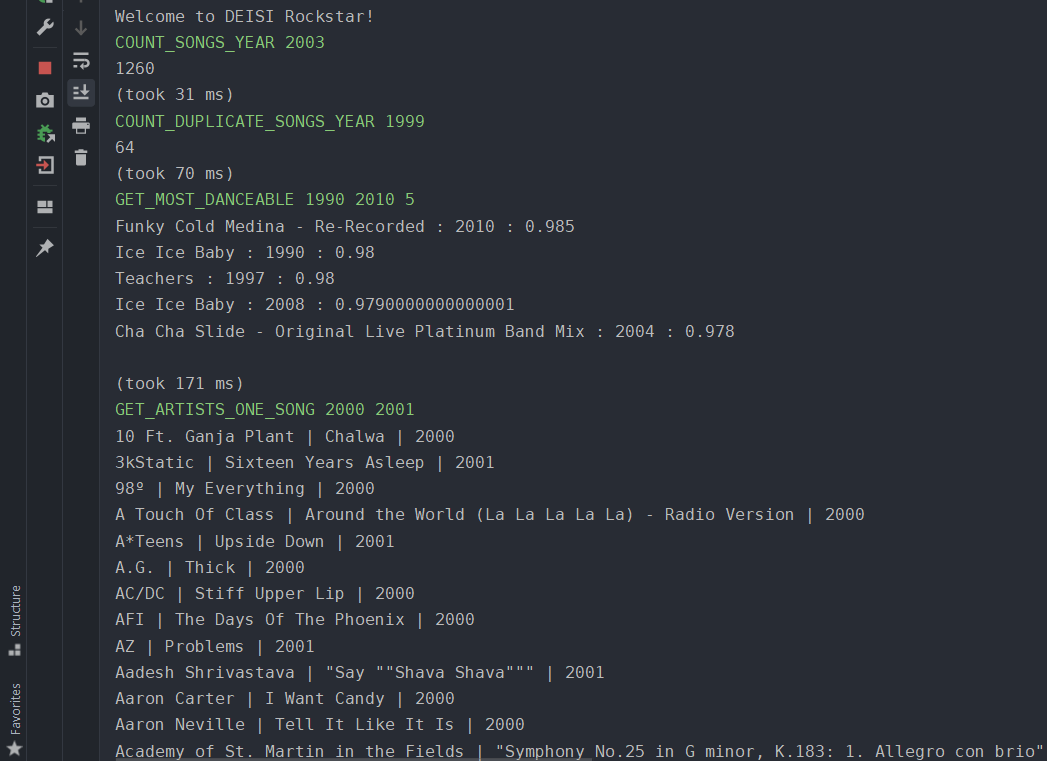 Welcome to DEISI Rockstar!
COUNT_SONGS_YEAR 2003
1260
(took 31 ms)
COUNT_DUPLICATE_SONGS_YEAR 1999
64
(took 70 ms)
GET_MOST_DANCEABLE 1990 2010 5
Funky Cold Medina - Re-Recorded : 2010 : 0.985
Ice Ice Baby : 1990 : 0.98
Teachers : 1997 : 0.98
Ice Ice Baby : 2008 : 0.9790000000000001
Cha Cha Slide - Original Live Platinum Band Mix : 2004 : 0.978
(took 171 ms)
GET_ARTISTS_ONE_SONG 2000 2001
10 Ft. Ganja Plant | Chalwa | 2000
3kStatic | Sixteen Years Asleep | 2001
98º | My Everything | 2000
A Touch Of Class | Around the World (La La La La La) - Radio Version | 2000
A*Teens | Upside Down | 2001
A.G. | Thick | 2000
AC/DC | Stiff Upper Lip | 2000
AFI | The Days Of The Phoenix | 2000
AZ | Problems | 2001
Aadesh Shrivastava | "Say ""Shava Shava""" | 2001
Aaron Carter | I Want Candy | 2000
Aaron Neville | Tell It Like It Is | 2000
Academy of St. Martin in the Fields | "Symphony No.25 in G minor, K.183: 1. Allegro con brio"
Structure
Favorites